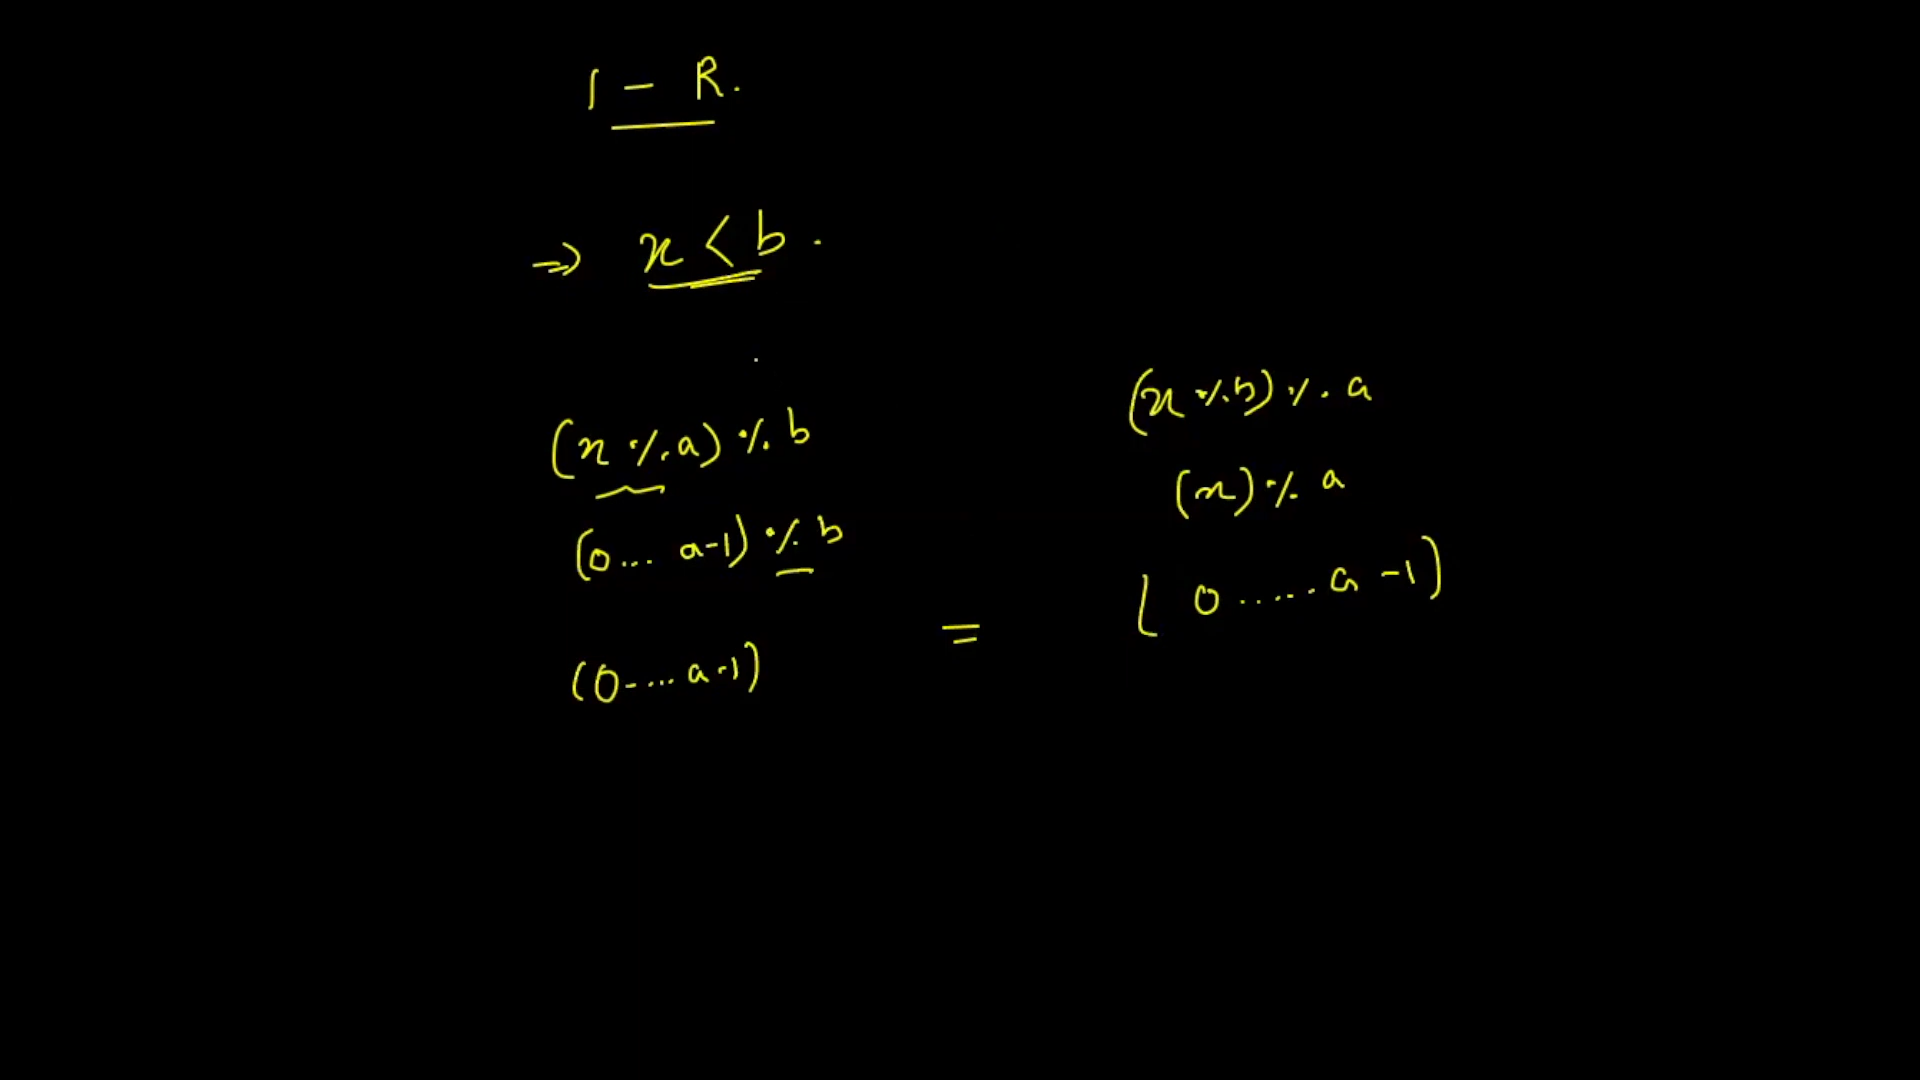 1 - R.
⇒ x < b.
(x % a) % b
(0... a-1) % b
(0-... a-1)
=
(x % b) % a
(x) % a
( 0 ..... a -1)